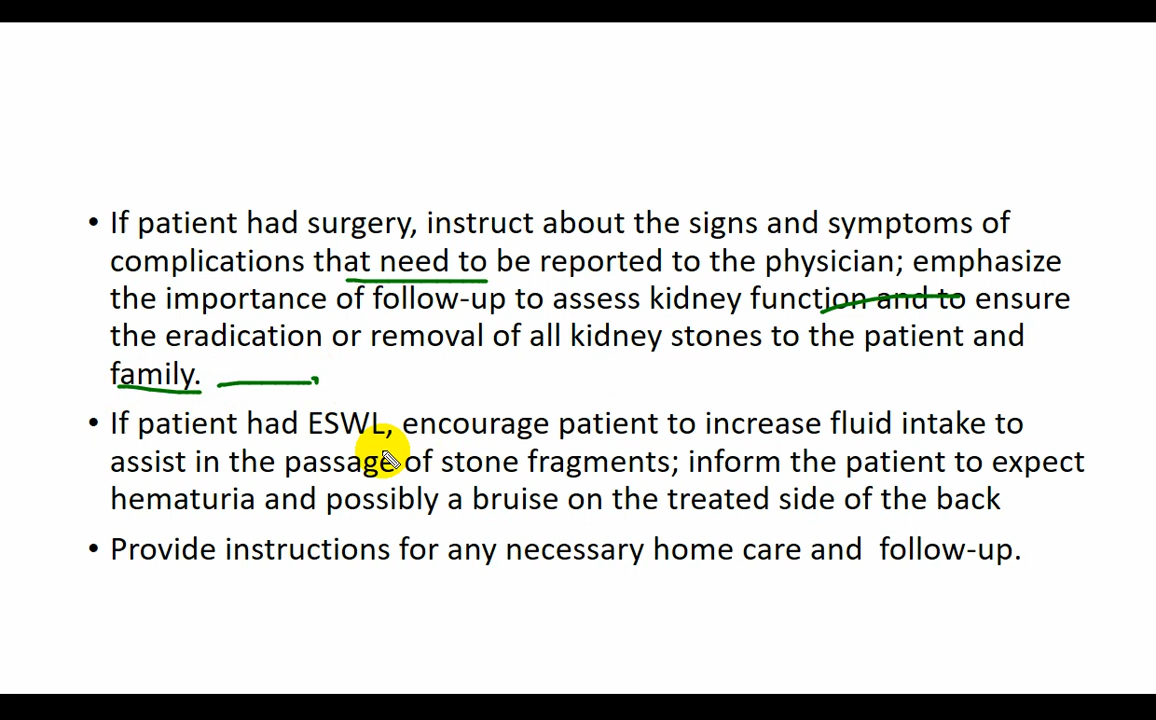 • If patient had surgery, instruct about the signs and symptoms of
complications that need to be reported to the physician; emphasize
the importance of follow-up to assess kidney function and to ensure
the eradication or removal of all kidney stones to the patient and
family.
• If patient had ESWL, encourage patient to increase fluid intake to
assist in the passage of stone fragments; inform the patient to expect
hematuria and possibly a bruise on the treated side of the back
• Provide instructions for any necessary home care and  follow-up.